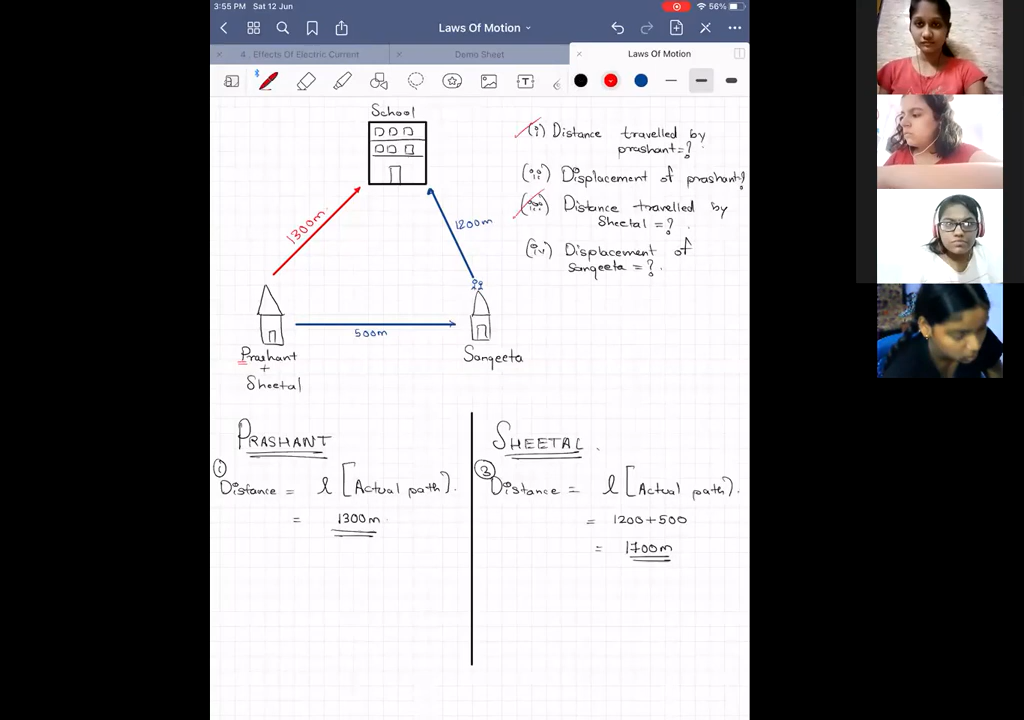 3:55 PM Sat 12 Jun
56%
Laws Of Motion
4. Effects Of Electric Current
Demo Sheet
Laws Of Motion
School
1300m
1200m
500m
Prashant
+
Sheetal
Sangeeta
(i) Distance travelled by
prashant=?
(ii) Displacement of prashant?
(iii) Distance travelled by
Sheetal =?
(iv) Displacement of
sangeeta =?
PRASHANT
① Distance = l [Actual path].
= 1300m
SHEETAL
③ Distance = l [Actual path].
= 1200+500
= 1700m